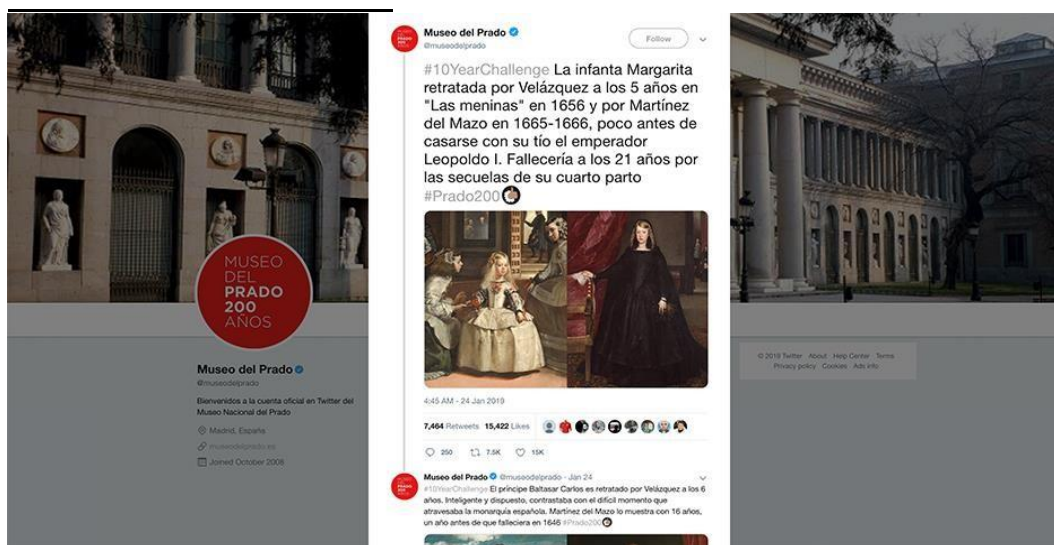 Museo del Prado
@museodelprado
Follow
#10YearChallenge La infanta Margarita
retratada por Velázquez a los 5 años en
"Las meninas" en 1656 y por Martínez
del Mazo en 1665-1666, poco antes de
casarse con su tío el emperador
Leopoldo I. Fallecería a los 21 años por
las secuelas de su cuarto parto
#Prado200
4:45 AM - 24 Jan 2019
7,464 Retweets 15,422 Likes
250 7.5K 15K
Museo del Prado @museodelprado · Jan 24
#10YearChallenge El príncipe Baltasar Carlos es retratado por Velázquez a los 6
años. Inteligente y dispuesto, contrastaba con el difícil momento que
atravesaba la monarquía española. Martínez del Mazo lo muestra con 16 años,
un año antes de que falleciera en 1646 #Prado200
MUSEO
DEL
PRADO
200
AÑOS
Museo del Prado
@museodelprado
Bienvenidos a la cuenta oficial en Twitter del
Museo Nacional del Prado
Madrid, España
museodelprado.es
Joined October 2008
© 2019 Twitter About Help Center Terms
Privacy policy Cookies Ads info